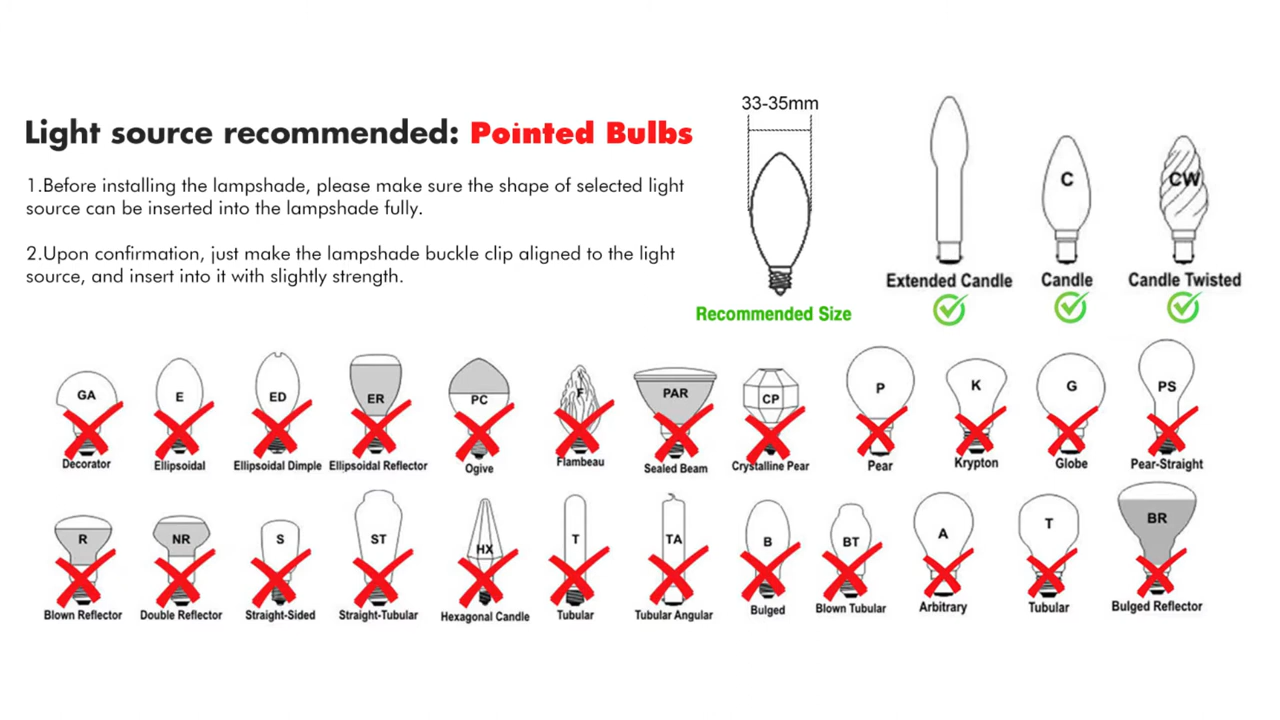 Light source recommended: Pointed Bulbs
1.Before installing the lampshade, please make sure the shape of selected light
source can be inserted into the lampshade fully.
2.Upon confirmation, just make the lampshade buckle clip aligned to the light
source, and insert into it with slightly strength.
33-35mm
Recommended Size
C
CW
Extended Candle
Candle
Candle Twisted
GA
E
ED
ER
PC
F
PAR
CP
P
K
G
PS
Decorator
Ellipsoidal
Ellipsoidal Dimple
Ellipsoidal Reflector
Ogive
Flambeau
Sealed Beam
Crystalline Pear
Pear
Krypton
Globe
Pear-Straight
R
NR
S
ST
HX
T
TA
B
BT
A
T
BR
Blown Reflector
Double Reflector
Straight-Sided
Straight-Tubular
Hexagonal Candle
Tubular
Tubular Angular
Bulged
Blown Tubular
Arbitrary
Tubular
Bulged Reflector